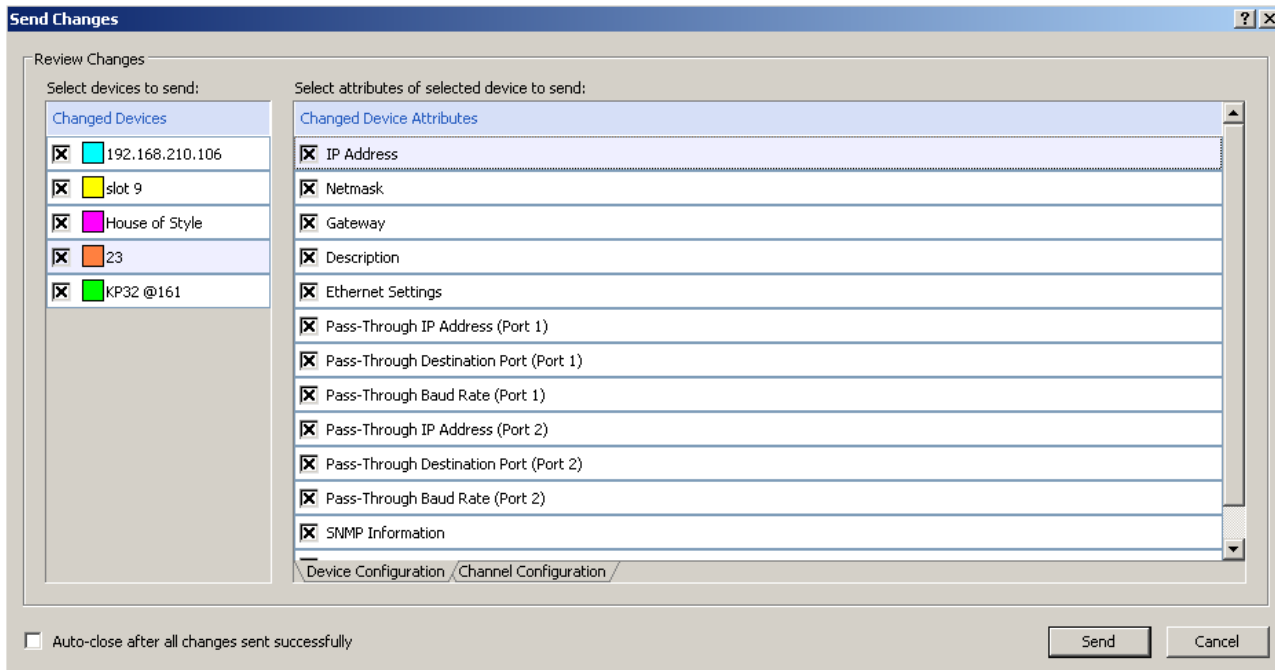 Send Changes
Review Changes
Select devices to send:
Changed Devices
192.168.210.106
slot 9
House of Style
23
KP32 @161
Select attributes of selected device to send:
Changed Device Attributes
IP Address
Netmask
Gateway
Description
Ethernet Settings
Pass-Through IP Address (Port 1)
Pass-Through Destination Port (Port 1)
Pass-Through Baud Rate (Port 1)
Pass-Through IP Address (Port 2)
Pass-Through Destination Port (Port 2)
Pass-Through Baud Rate (Port 2)
SNMP Information
Device Configuration Channel Configuration
Auto-close after all changes sent successfully
Send Cancel